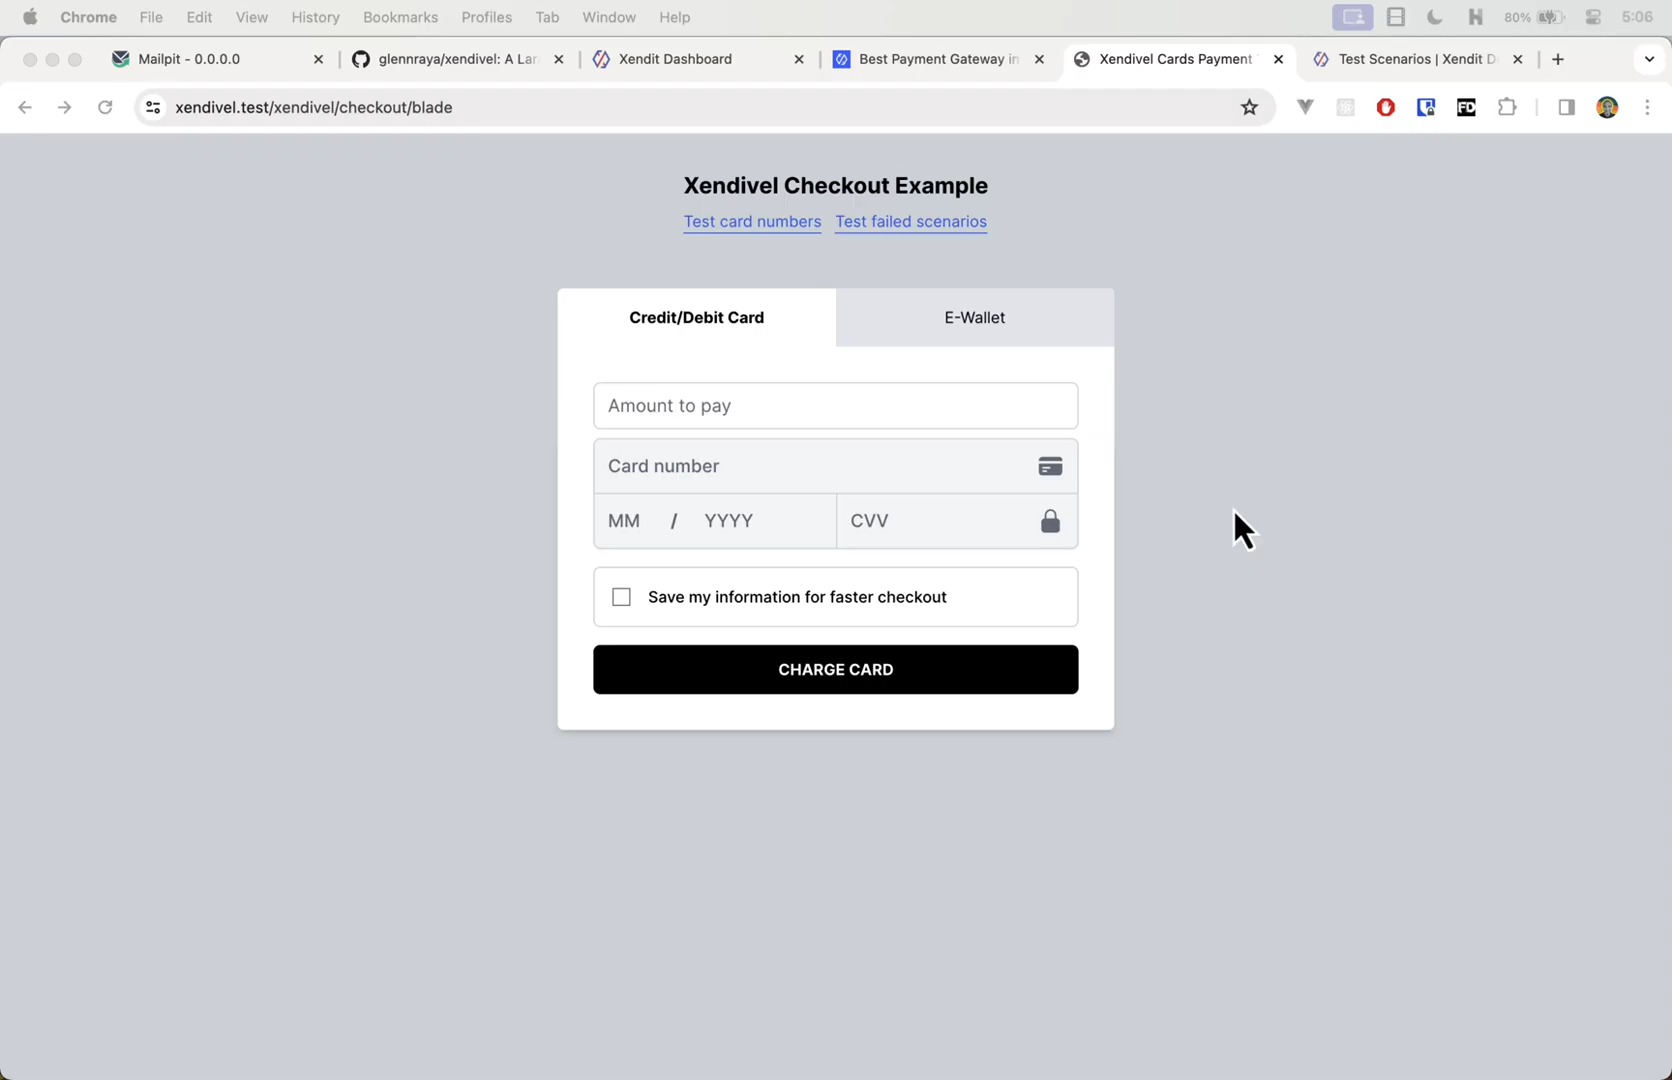 Chrome File Edit View History Bookmarks Profiles Tab Window Help 80% 5:06
Mailpit - 0.0.0.0 glennraya/xendivel: A Lar Xendit Dashboard Best Payment Gateway in Xendivel Cards Payment Test Scenarios | Xendit D
xendivel.test/xendivel/checkout/blade FD
Xendivel Checkout Example
Test card numbers Test failed scenarios
Credit/Debit Card E-Wallet
Amount to pay
Card number
MM / YYYY CVV
Save my information for faster checkout
CHARGE CARD